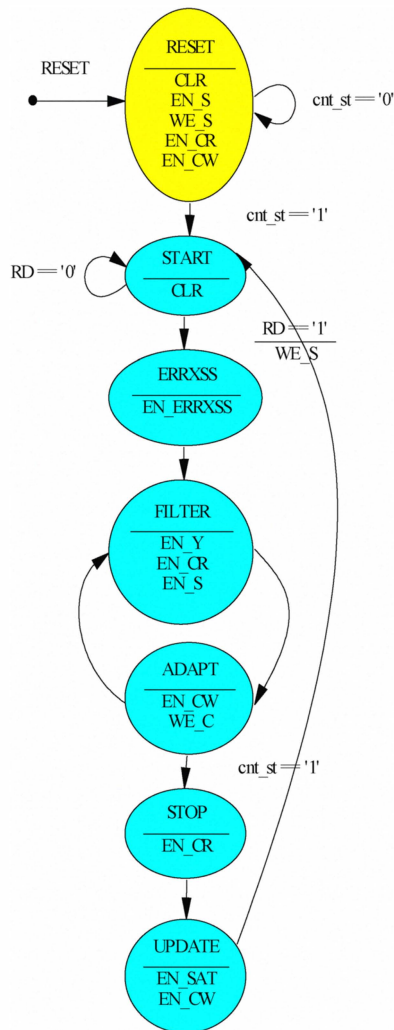 RESET
RESET
CLR
EN_S
WE_S
EN_CR
EN_CW
cnt_st=='0'
cnt_st=='1'
START
CLR
RD=='0'
RD=='1'
WE_S
ERRXSS
EN_ERRXSS
FILTER
EN_Y
EN_CR
EN_S
ADAPT
EN_CW
WE_C
cnt_st=='1'
STOP
EN_CR
UPDATE
EN_SAT
EN_CW